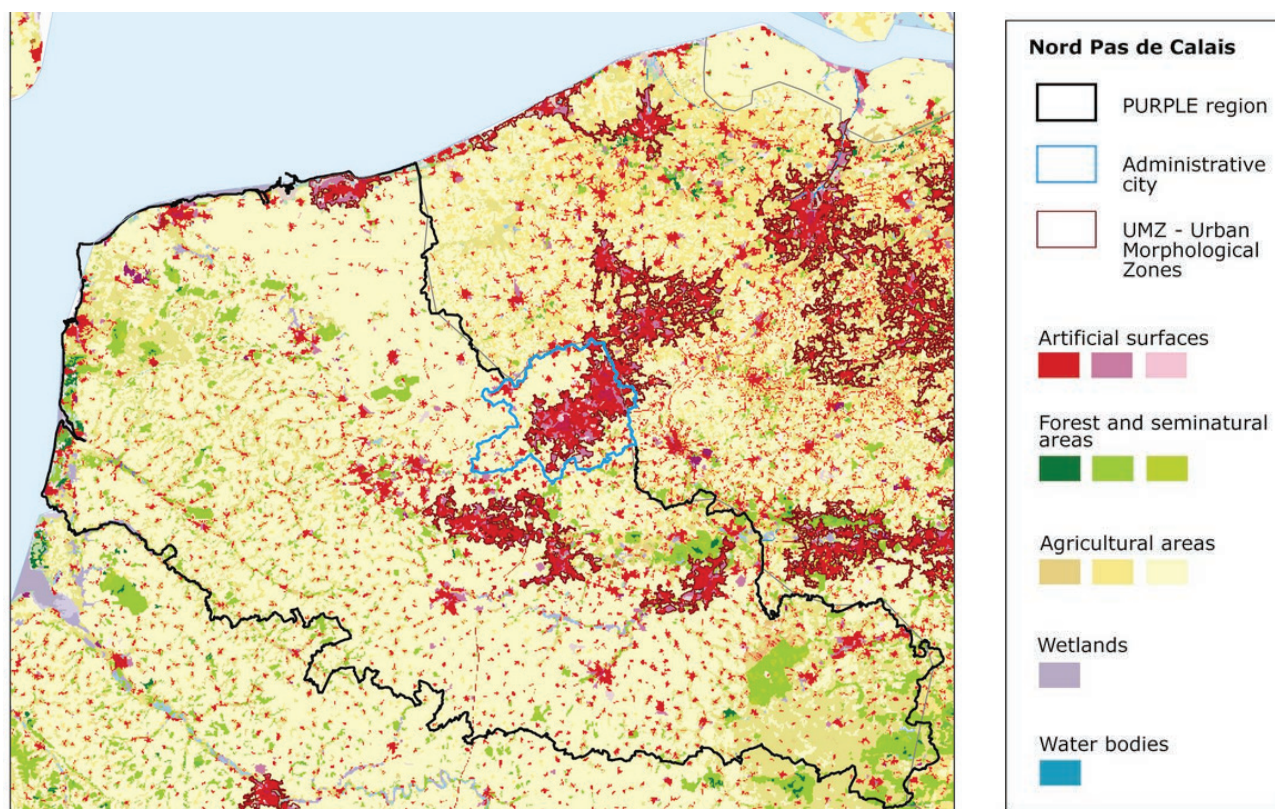 Nord Pas de Calais
PURPLE region
Administrative
city
UMZ - Urban
Morphological
Zones
Artificial surfaces
Forest and seminatural
areas
Agricultural areas
Wetlands
Water bodies